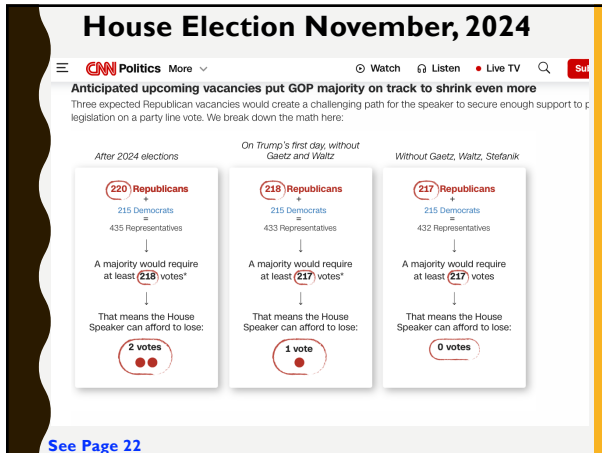 House Election November, 2024
CNN Politics More Watch Listen Live TV
Anticipated upcoming vacancies put GOP majority on track to shrink even more
Three expected Republican vacancies would create a challenging path for the speaker to secure enough support to
legislation on a party line vote. We break down the math here:
After 2024 elections
220 Republicans
+
215 Democrats
=
435 Representatives
↓
A majority would require
at least 218 votes*
↓
That means the House
Speaker can afford to lose:
2 votes
On Trump's first day, without
Gaetz and Waltz
218 Republicans
+
215 Democrats
=
433 Representatives
↓
A majority would require
at least 217 votes*
↓
That means the House
Speaker can afford to lose:
1 vote
Without Gaetz, Waltz, Stefanik
217 Republicans
+
215 Democrats
=
432 Representatives
↓
A majority would require
at least 217 votes
↓
That means the House
Speaker can afford to lose:
0 votes
See Page 22